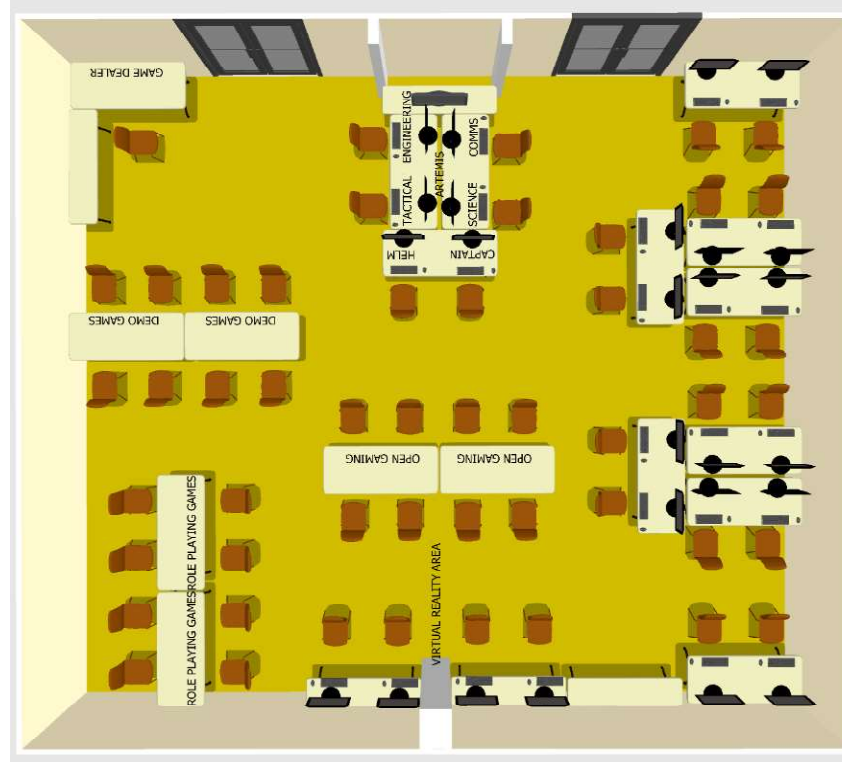 GAME DEALER
ENGINEERING
COMMS
ARTEMIS
TACTICAL
SCIENCE
HELM
CAPTAIN
DEMO GAMES
DEMO GAMES
OPEN GAMING
OPEN GAMING
ROLE PLAYING GAMES
ROLE PLAYING GAMES
VIRTUAL REALITY AREA